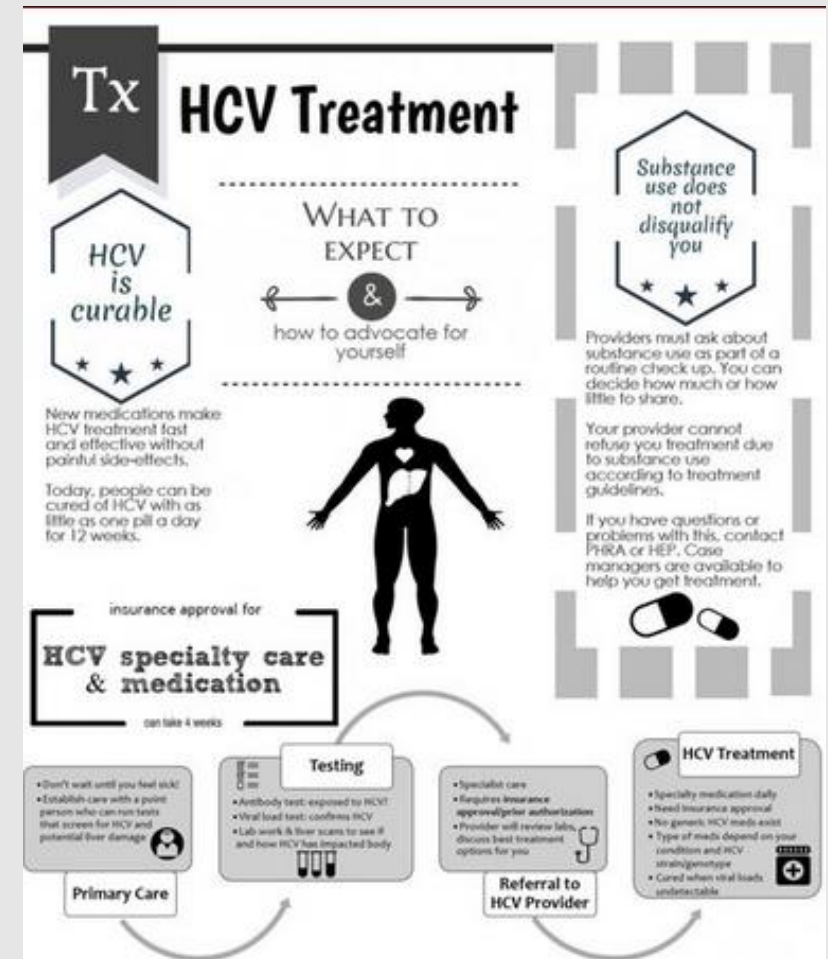 Tx
HCV Treatment
HCV
is
curable
New medications make
HCV treatment fast
and effective without
painful side-effects.
Today, people can be
cured of HCV with as
little as one pill a day
for 12 weeks.
WHAT TO
EXPECT
&
how to advocate for
yourself
Substance
use does
not
disqualify
you
Providers must ask about
substance use as part of a
routine check up. You can
decide how much or how
little to share.
Your provider cannot
refuse you treatment due
to substance use
according to treatment
guidelines.
If you have questions or
problems with this, contact
PHRA or HEP. Case
managers are available to
help you get treatment.
insurance approval for
HCV specialty care
& medication
can take 4 weeks
•Don't wait until you feel sick!
•Establish care with a point
person who can run tests
that screen for HCV and
potential liver damage
Primary Care
Testing
•Antibody test: exposed to HCV?
•Viral load test: confirms HCV
•Lab work & liver scans to see if
and how HCV has impacted body
•Specialist care
•Requires insurance
approval/prior authorization
•Provider will review labs,
discuss best treatment
options for you
Referral to
HCV Provider
HCV Treatment
•Specialty medication daily
•Need insurance approval
•No generic HCV meds exist
•Type of meds depend on your
condition and HCV
strain/genotype
•Cured when viral loads
undetectable